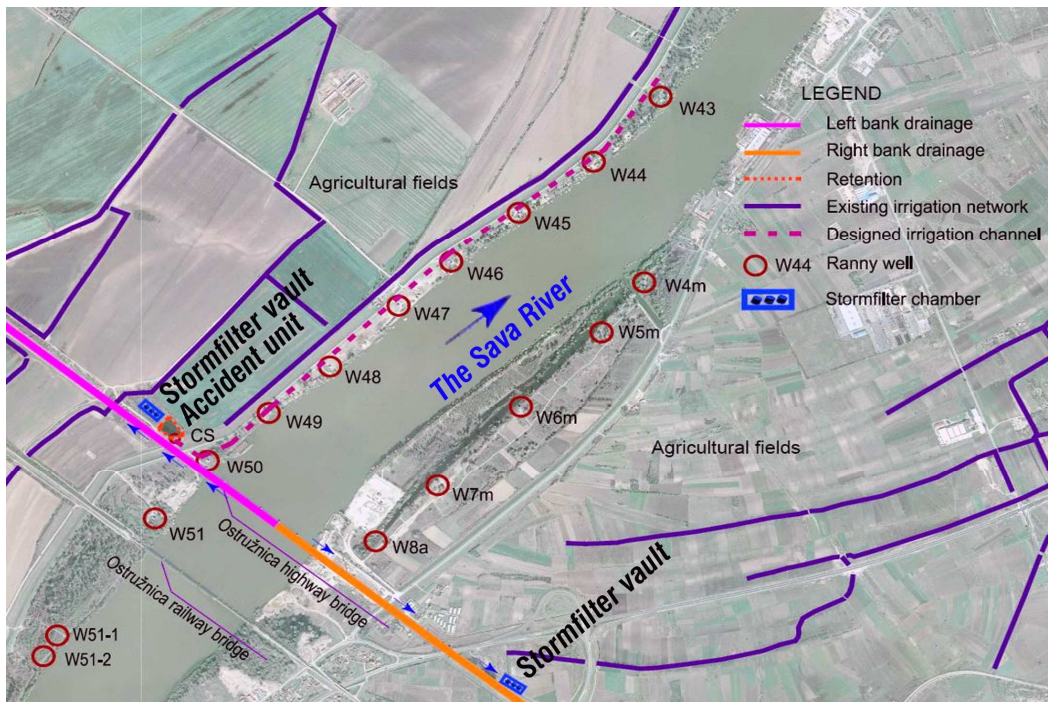 W43
LEGEND
Left bank drainage
Right bank drainage
Retention
Existing irrigation network
Designed irrigation channel
W44 Ranny well
Stormfilter chamber
W44
Agricultural fields
W45
W46
W4m
W47
The Sava River
W5m
Stormfilter vault
Accident unit
W48
W6m
W49
CS
Agricultural fields
W50
W7m
W51
W8a
Ostružnica highway bridge
Ostružnica railway bridge
Stormfilter vault
W51-1
W51-2